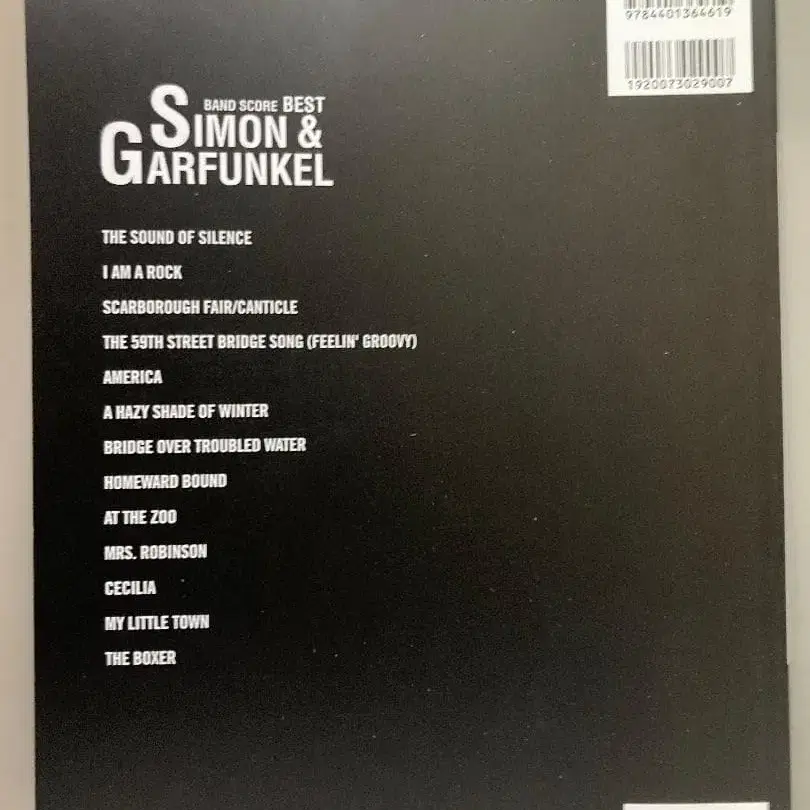 9784401364619
1920073029007
BAND SCORE BEST
SIMON &
GARFUNKEL
THE SOUND OF SILENCE
I AM A ROCK
SCARBOROUGH FAIR/CANTICLE
THE 59TH STREET BRIDGE SONG (FEELIN' GROOVY)
AMERICA
A HAZY SHADE OF WINTER
BRIDGE OVER TROUBLED WATER
HOMEWARD BOUND
AT THE ZOO
MRS. ROBINSON
CECILIA
MY LITTLE TOWN
THE BOXER